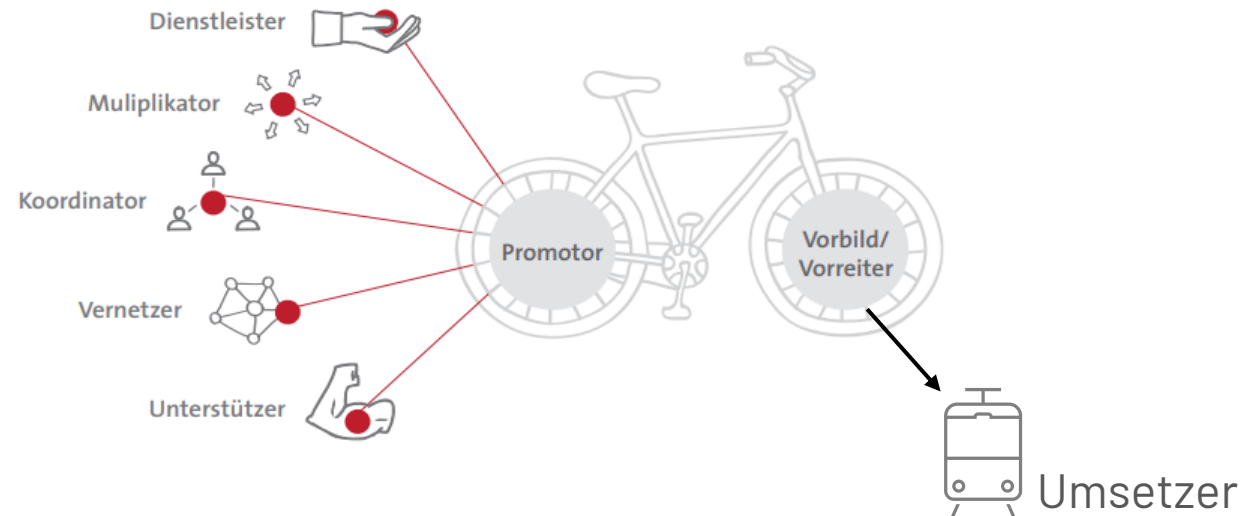 Dienstleister
Muliplikator
Koordinator
Vernetzer
Unterstützer
Promotor
Vorbild/
Vorreiter
Umsetzer